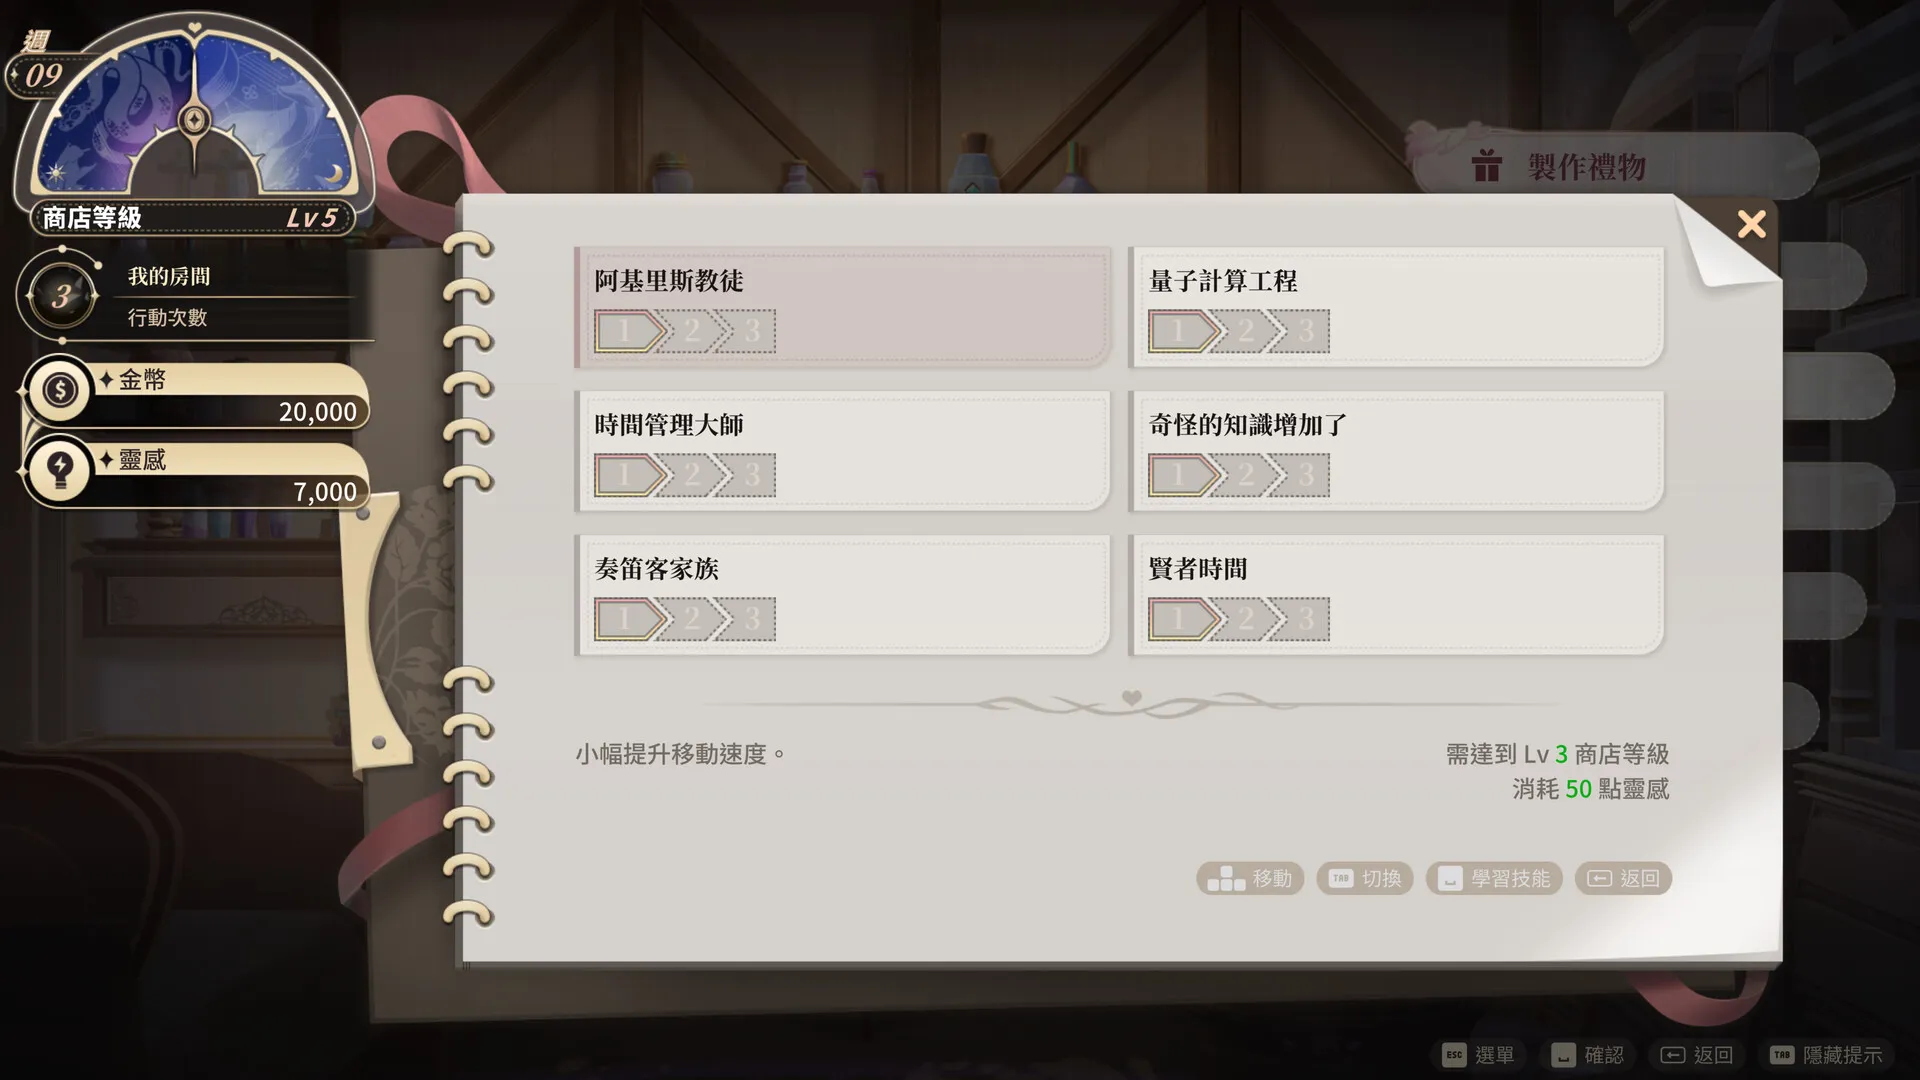 週
09
商店等級 Lv 5
3
我的房間
行動次數
金幣
20,000
靈感
7,000
製作禮物
阿基里斯教徒
1 2 3
量子計算工程
1 2 3
時間管理大師
1 2 3
奇怪的知識增加了
1 2 3
奏笛客家族
1 2 3
賢者時間
1 2 3
小幅提升移動速度。
需達到 Lv 3 商店等級
消耗 50 點靈感
移動 TAB 切換 學習技能 返回
ESC 選單 確認 返回 TAB 隱藏提示